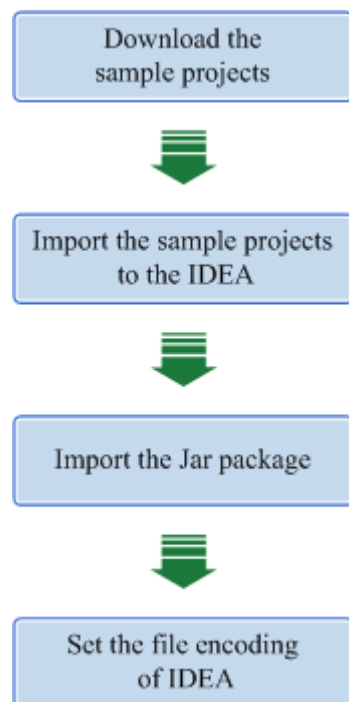 Download the
sample projects
Import the sample projects
to the IDEA
Import the Jar package
Set the file encoding
of IDEA